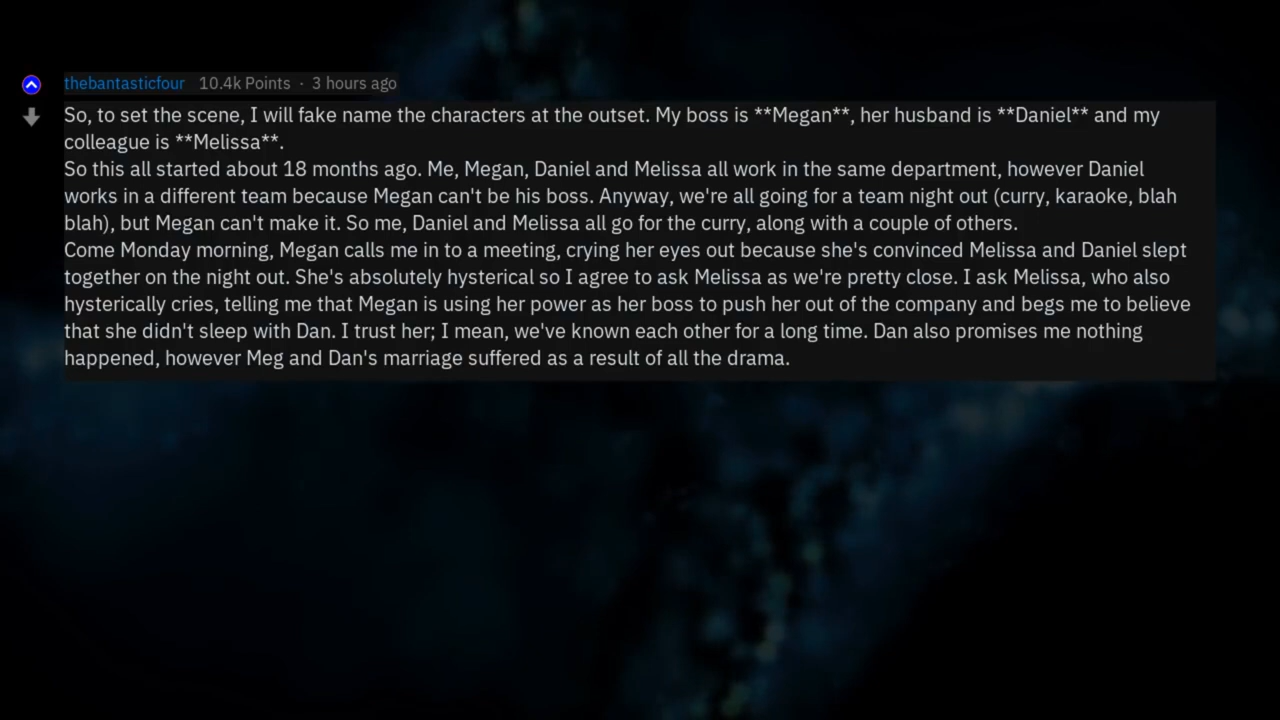 thebantasticfour 10.4k Points · 3 hours ago
So, to set the scene, I will fake name the characters at the outset. My boss is **Megan**, her husband is **Daniel** and my
colleague is **Melissa**.
So this all started about 18 months ago. Me, Megan, Daniel and Melissa all work in the same department, however Daniel
works in a different team because Megan can't be his boss. Anyway, we're all going for a team night out (curry, karaoke, blah
blah), but Megan can't make it. So me, Daniel and Melissa all go for the curry, along with a couple of others.
Come Monday morning, Megan calls me in to a meeting, crying her eyes out because she's convinced Melissa and Daniel slept
together on the night out. She's absolutely hysterical so I agree to ask Melissa as we're pretty close. I ask Melissa, who also
hysterically cries, telling me that Megan is using her power as her boss to push her out of the company and begs me to believe
that she didn't sleep with Dan. I trust her; I mean, we've known each other for a long time. Dan also promises me nothing
happened, however Meg and Dan's marriage suffered as a result of all the drama.